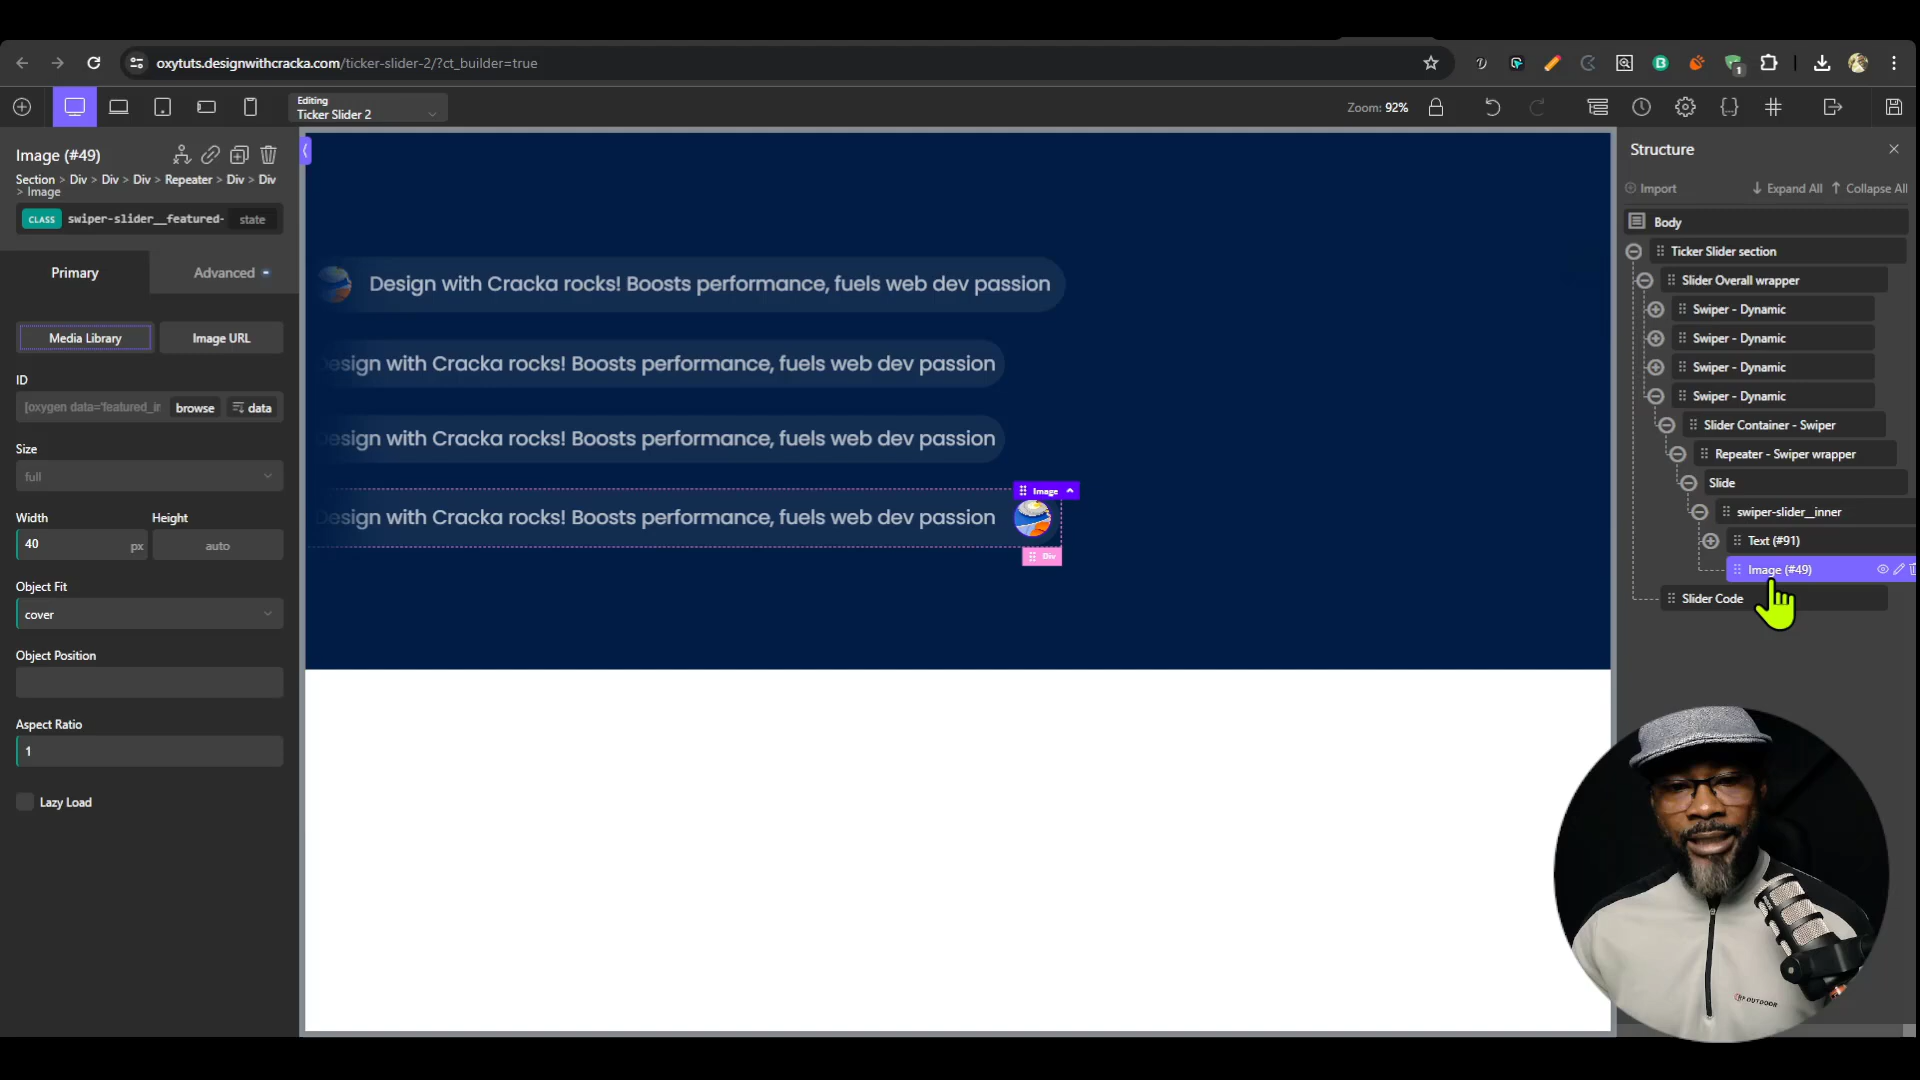 oxytuts.designwithcracka.com/ticker-slider-2/?ct_builder=true
Editing
Ticker Slider 2
Zoom: 92%
Image (#49)
Section > Div > Div > Div > Repeater > Div > Div
> Image
CLASS swiper-slider__featured- state
Primary
Advanced
Media Library
Image URL
ID
[oxygen data='featured_ir browse data
Size
full
Width Height
40 px auto
Object Fit
cover
Object Position
Aspect Ratio
1
Lazy Load
Design with Cracka rocks! Boosts performance, fuels web dev passion
Design with Cracka rocks! Boosts performance, fuels web dev passion
Design with Cracka rocks! Boosts performance, fuels web dev passion
Image
Design with Cracka rocks! Boosts performance, fuels web dev passion
Div
Structure
Import Expand All Collapse All
Body
Ticker Slider section
Slider Overall wrapper
Swiper - Dynamic
Swiper - Dynamic
Swiper - Dynamic
Swiper - Dynamic
Slider Container - Swiper
Repeater - Swiper wrapper
Slide
swiper-slider__inner
Text (#91)
Image (#49)
Slider Code